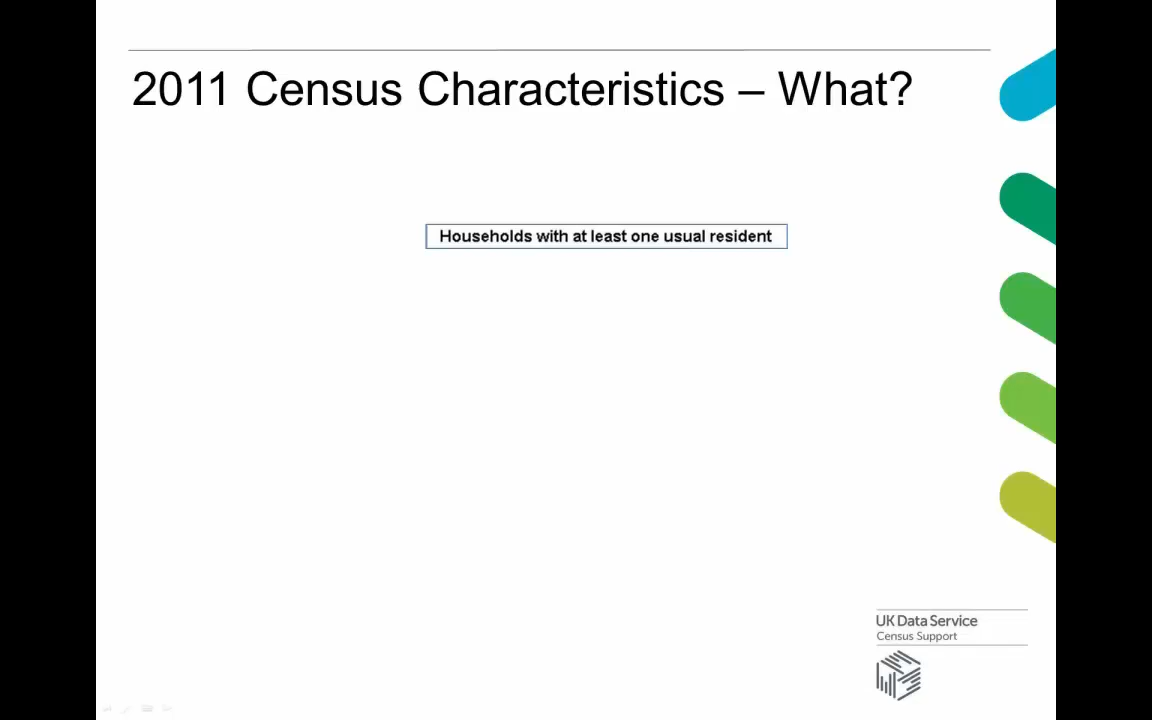 2011 Census Characteristics – What?
Households with at least one usual resident
UK Data Service
Census Support